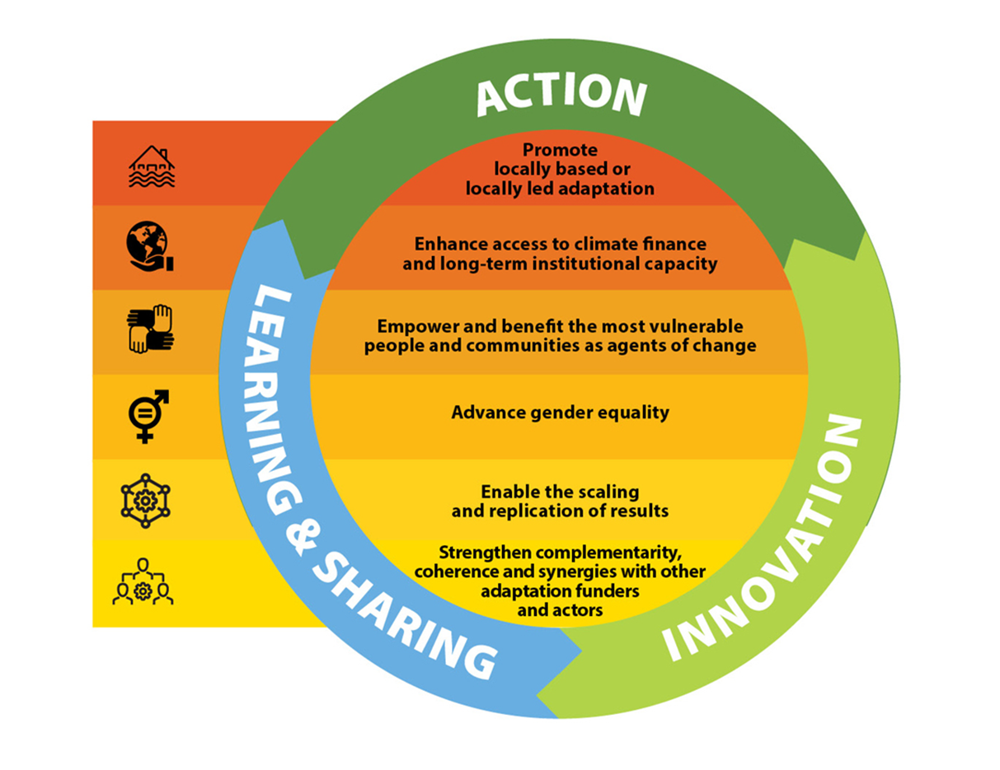 ACTION
Promote
locally based or
locally led adaptation
Enhance access to climate finance
and long-term institutional capacity
Empower and benefit the most vulnerable
people and communities as agents of change
Advance gender equality
Enable the scaling
and replication of results
Strengthen complementarity,
coherence and synergies with other
adaptation funders
and actors
INNOVATION
LEARNING & SHARING